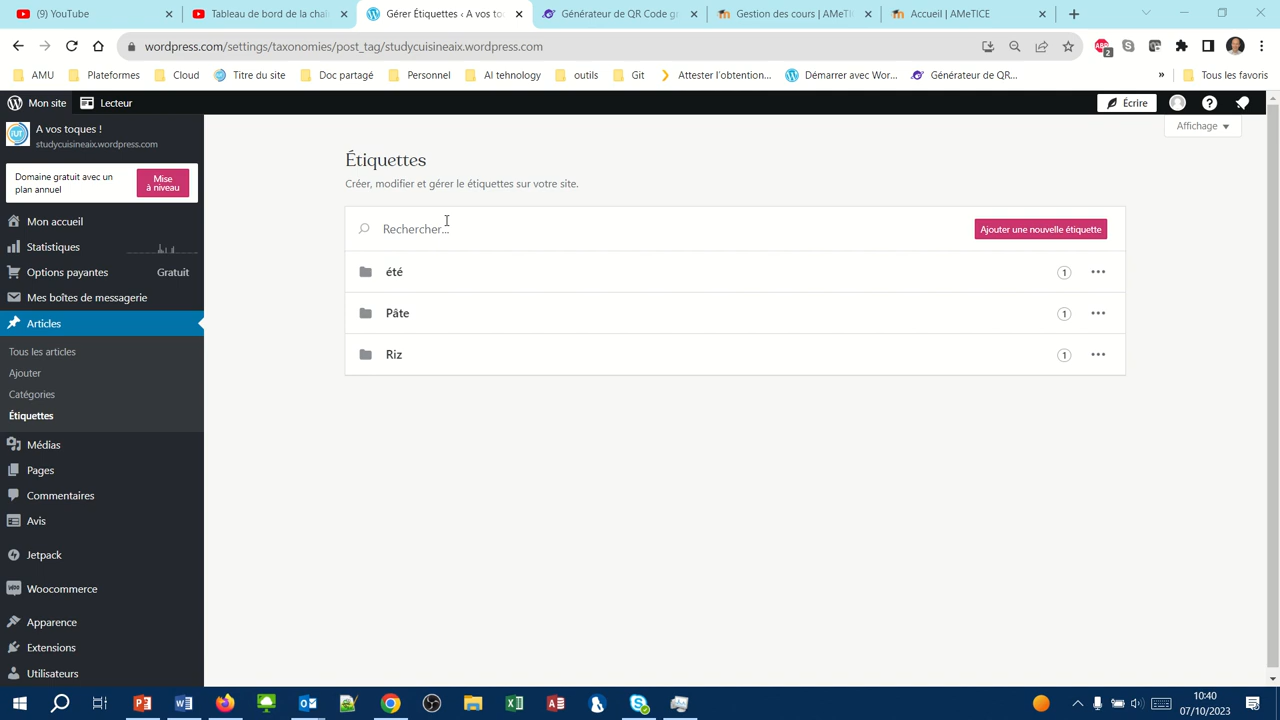 (9) YouTube
Tableau de bord de la chaî
Gérer Étiquettes ‹ A vos to
Générateur de QR Code gr
Gestion des cours | AMeTIC
Accueil | AMeTICE
wordpress.com/settings/taxonomies/post_tag/studycuisineaix.wordpress.com
ABP
2
AMU
Plateformes
Cloud
Titre du site
Doc partagé
Personnel
AI tehnology
outils
Git
Attester l'obtention...
Démarrer avec Wor...
Générateur de QR...
»
Tous les favoris
Mon site
Lecteur
Écrire
A vos toques !
studycuisineaix.wordpress.com
Affichage
Domaine gratuit avec un
plan annuel
Mise
à niveau
Étiquettes
Créer, modifier et gérer le étiquettes sur votre site.
Mon accueil
Statistiques
Options payantes
Gratuit
Mes boîtes de messagerie
Articles
Tous les articles
Ajouter
Catégories
Étiquettes
Médias
Pages
Commentaires
Avis
Jetpack
Woocommerce
Apparence
Extensions
Utilisateurs
Rechercher...
Ajouter une nouvelle étiquette
été
1
Pâte
1
Riz
1
10:40
07/10/2023